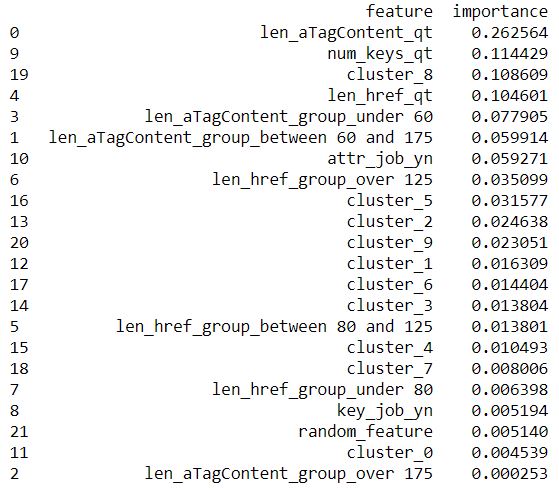 feature importance
0 len_aTagContent_qt 0.262564
9 num_keys_qt 0.114429
19 cluster_8 0.108609
4 len_href_qt 0.104601
3 len_aTagContent_group_under 60 0.077905
1 len_aTagContent_group_between 60 and 175 0.059914
10 attr_job_yn 0.059271
6 len_href_group_over 125 0.035099
16 cluster_5 0.031577
13 cluster_2 0.024638
20 cluster_9 0.023051
12 cluster_1 0.016309
17 cluster_6 0.014404
14 cluster_3 0.013804
5 len_href_group_between 80 and 125 0.013801
15 cluster_4 0.010493
18 cluster_7 0.008006
7 len_href_group_under 80 0.006398
8 key_job_yn 0.005194
21 random_feature 0.005140
11 cluster_0 0.004539
2 len_aTagContent_group_over 175 0.000253